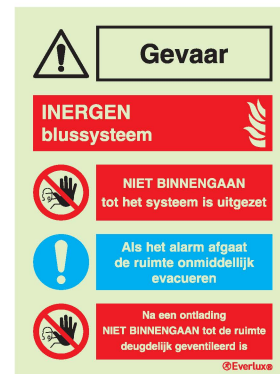 Gevaar
INERGEN
blussysteem
NIET BINNENGAAN
tot het systeem is uitgezet
Als het alarm afgaat
de ruimte onmiddellijk
evacueren
Na een ontlading
NIET BINNENGAAN tot de ruimte
deugdelijk geventileerd is
Everlux